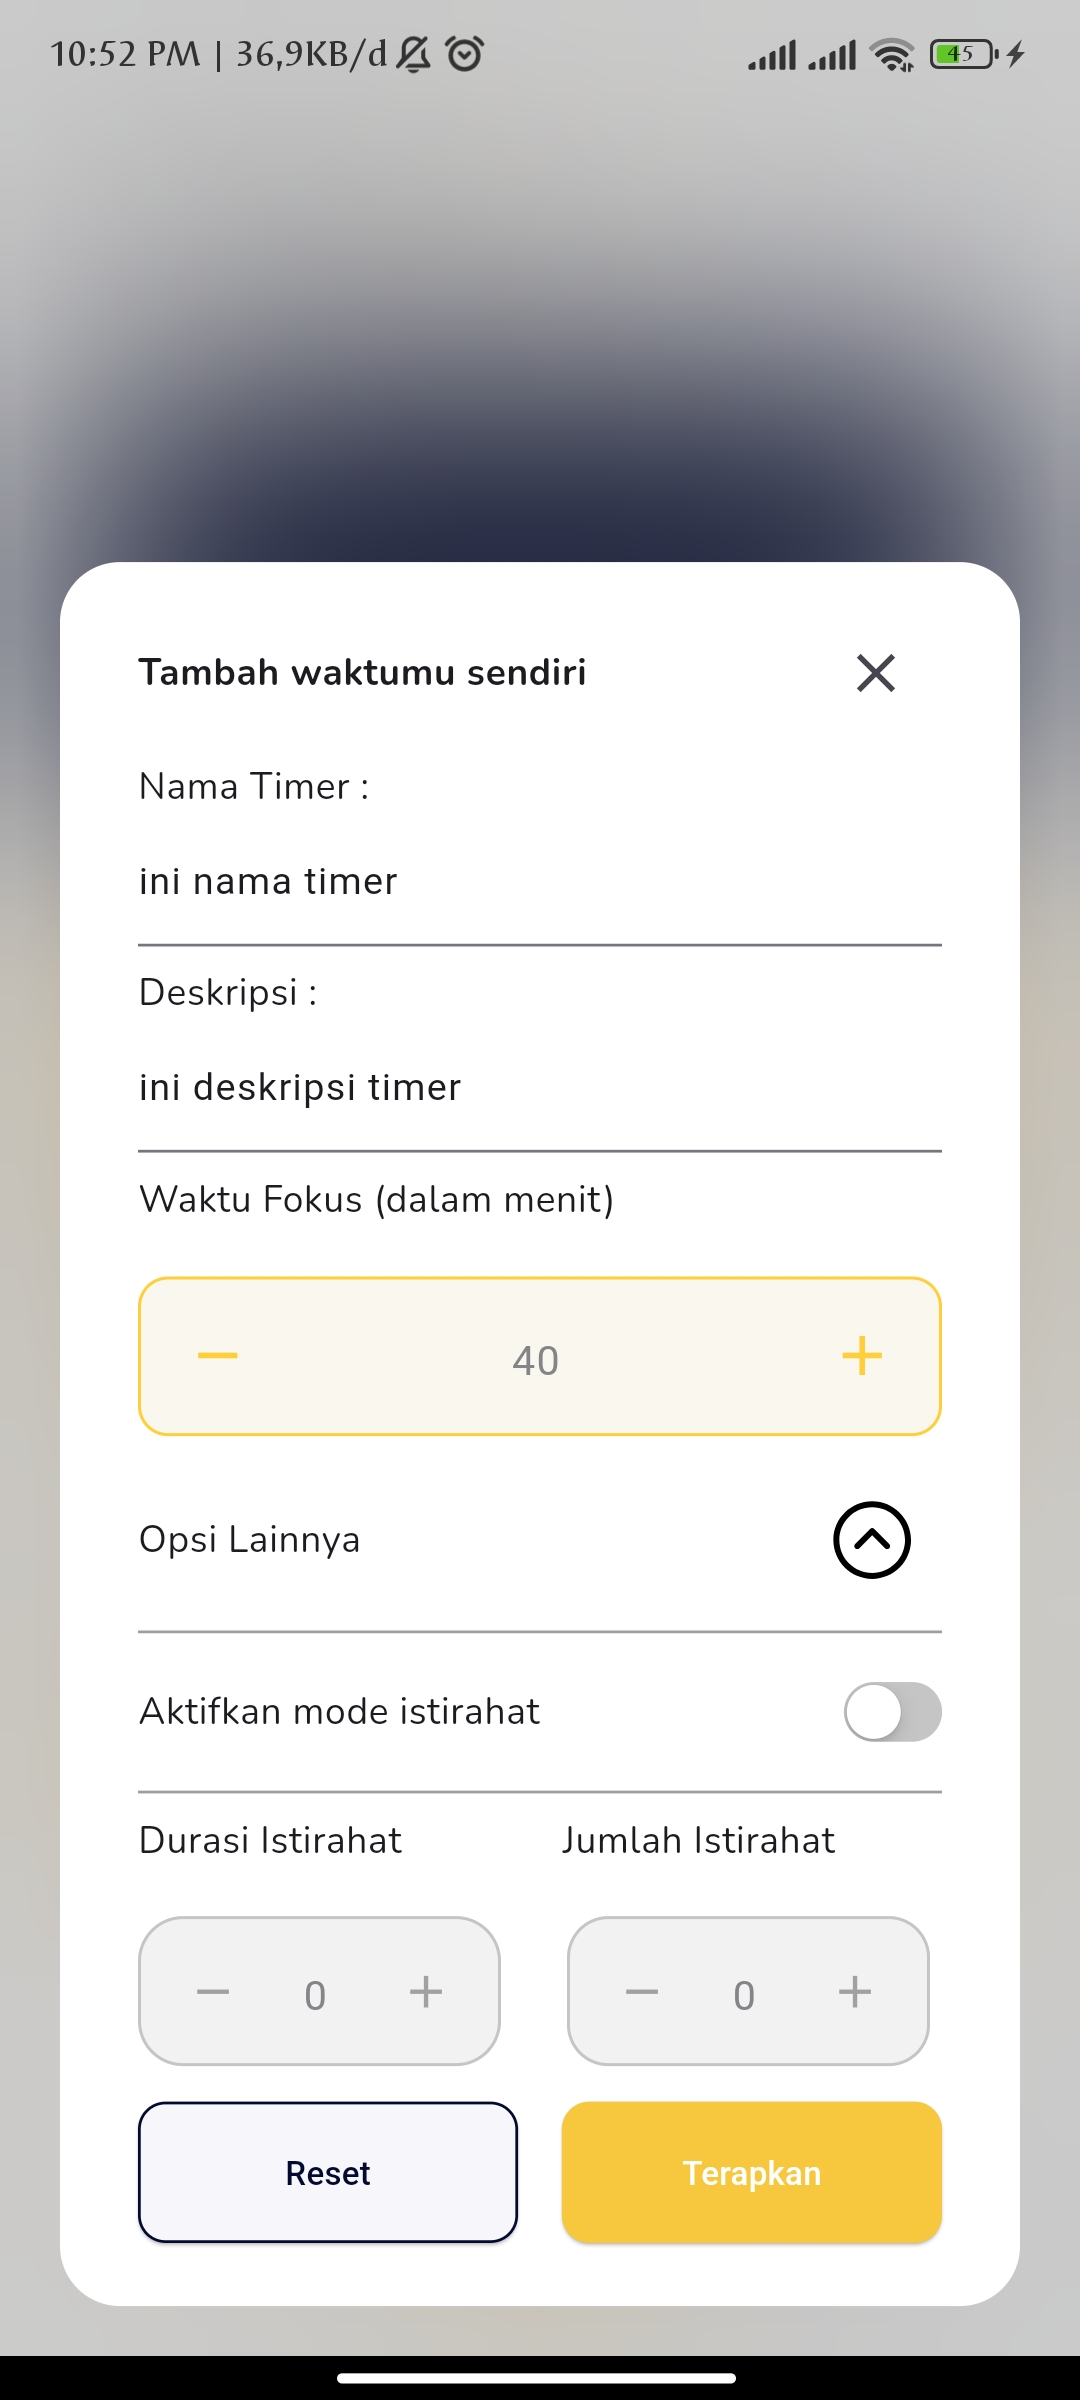 10:52 PM | 36,9KB/d
45
Tambah waktumu sendiri
Nama Timer :
ini nama timer
Deskripsi :
ini deskripsi timer
Waktu Fokus (dalam menit)
40
Opsi Lainnya
Aktifkan mode istirahat
Durasi Istirahat Jumlah Istirahat
0 0
Reset Terapkan